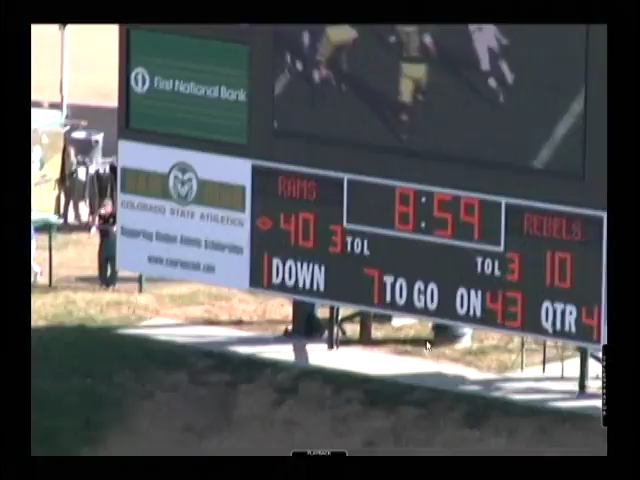 First National Bank
COLORADO STATE ATHLETICS
RAMS
8:59
REBELS
40 3 TOL
TOL 3 10
1 DOWN 7 TO GO ON 43 QTR 4
PLAYBACK